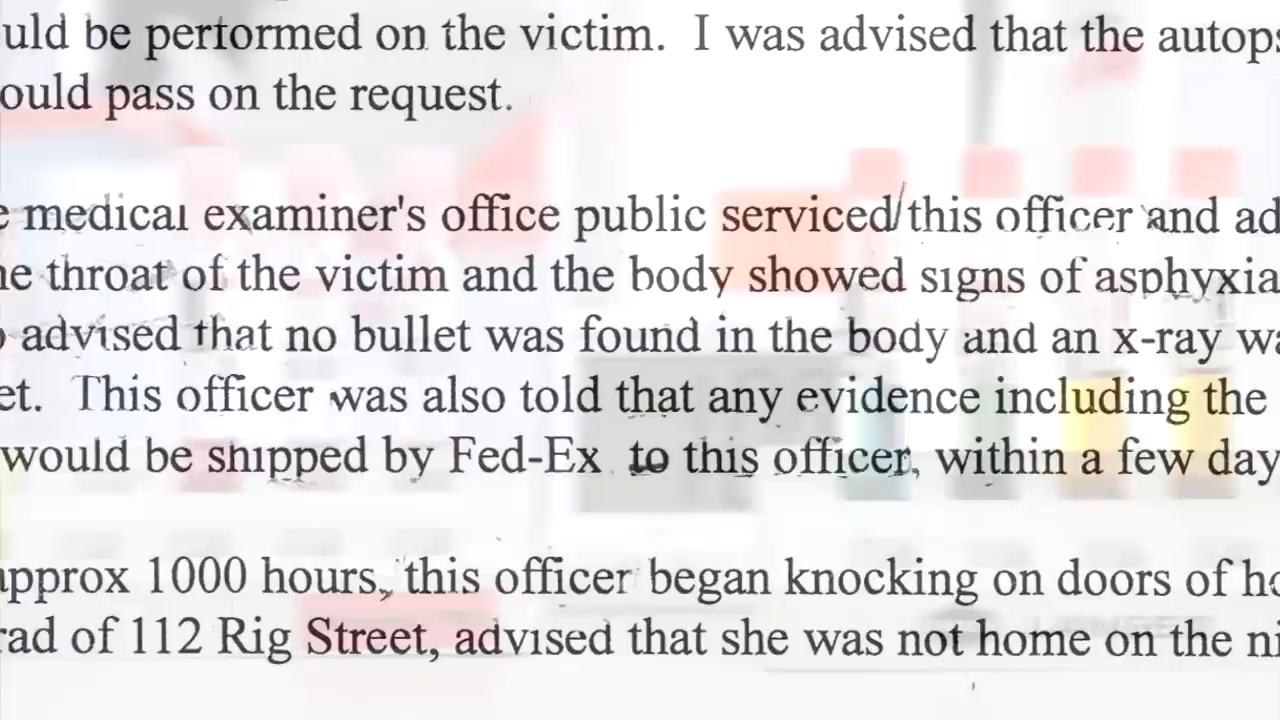 uld be performed on the victim. I was advised that the autops
ould pass on the request.
e medical examiner's office public serviced/this officer and ad
he throat of the victim and the body showed signs of asphyxia
o advised that no bullet was found in the body and an x-ray wa
et. This officer was also told that any evidence including the
would be shipped by Fed-Ex to this officer, within a few day
approx 1000 hours, this officer began knocking on doors of ho
rad of 112 Rig Street, advised that she was not home on the ni